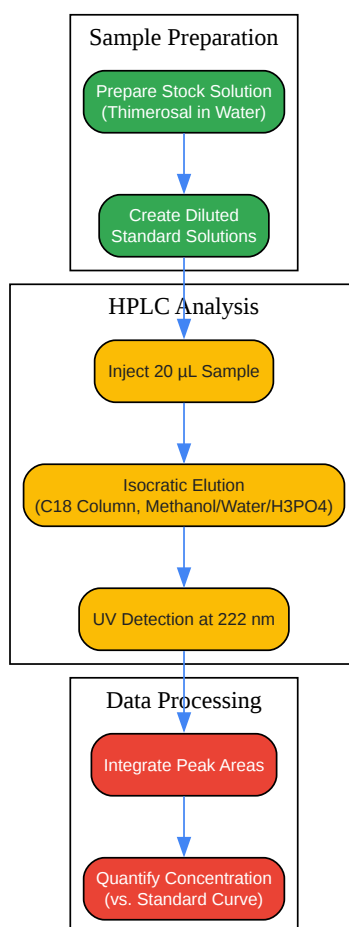 Sample Preparation
Prepare Stock Solution
(Thimerosal in Water)
Create Diluted
Standard Solutions
HPLC Analysis
Inject 20 µL Sample
Isocratic Elution
(C18 Column, Methanol/Water/H3PO4)
UV Detection at 222 nm
Data Processing
Integrate Peak Areas
Quantify Concentration
(vs. Standard Curve)